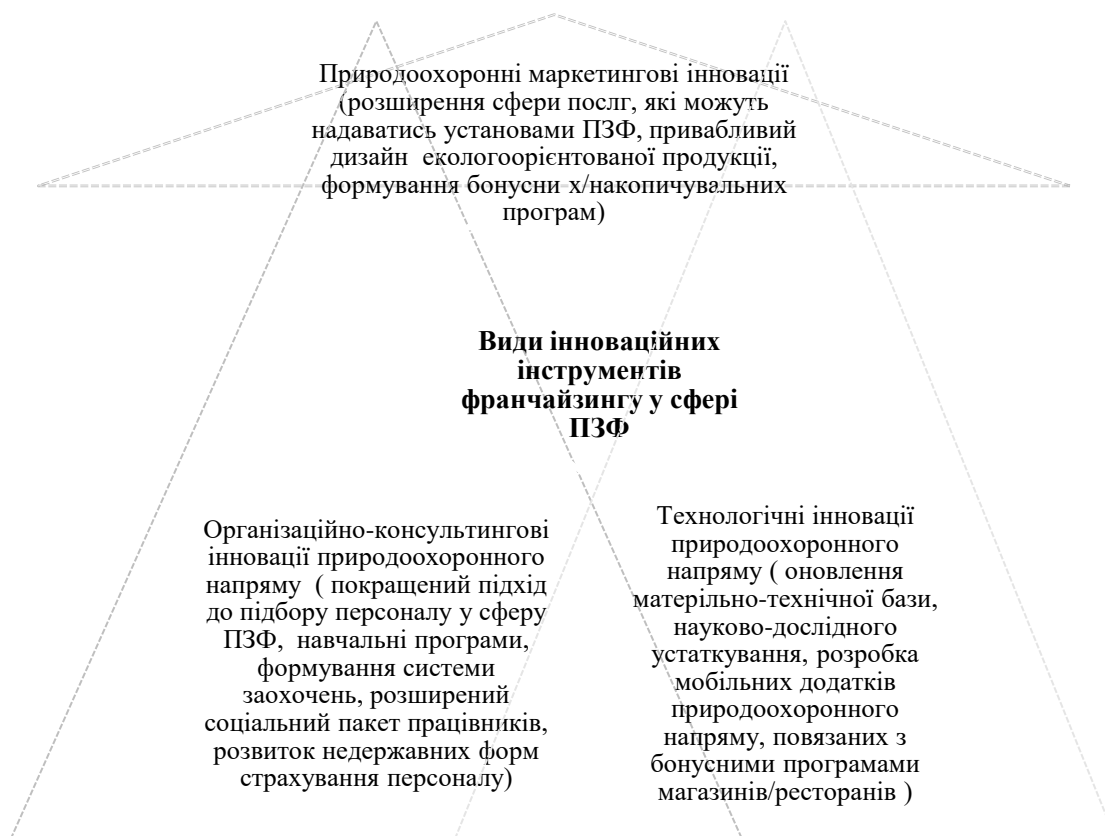 Природоохоронні маркетингові інновації
(розширення сфери послг, які можуть
надаватись установами ПЗФ, привабливий
дизайн екологоорієнтованої продукції,
формування бонусни х/накопичувальних
програм)
Види інноваційних
інструментів
франчайзингу у сфері
ПЗФ
Організаційно-консультингові
інновації природоохоронного
напряму ( покращений підхід
до підбору персоналу у сферу
ПЗФ, навчальні програми,
формування системи
заохочень, розширений
соціальний пакет працівників,
розвиток недержавних форм
страхування персоналу)
Технологічні інновації
природоохоронного
напряму ( оновлення
матерільно-технічної бази,
науково-дослідного
устаткування, розробка
мобільних додатків
природоохоронного
напряму, повязаних з
бонусними програмами
магазинів/ресторанів )